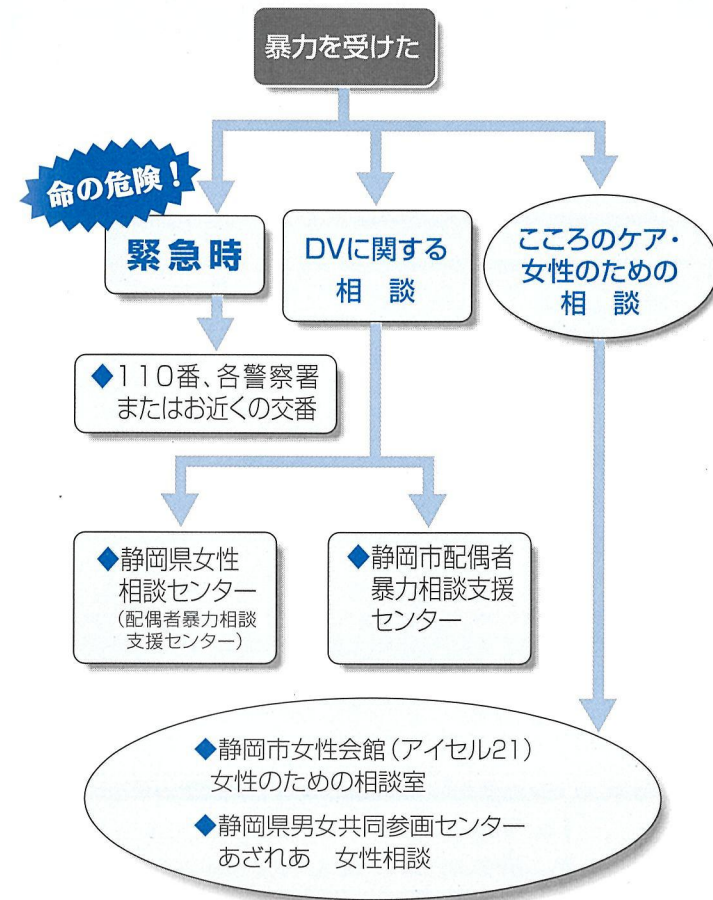 暴力を受けた
命の危険！
緊急時
DVに関する
相　談
こころのケア・
女性のための
相　談
◆110番、各警察署
またはお近くの交番
◆静岡県女性
相談センター
（配偶者暴力相談
支援センター）
◆静岡市配偶者
暴力相談支援
センター
◆静岡市女性会館（アイセル21）
女性のための相談室
◆静岡県男女共同参画センター
あざれあ　女性相談